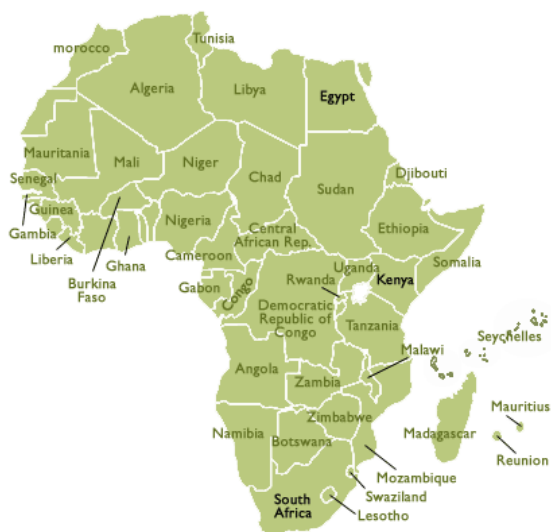 Tunisia
morocco
Algeria
Libya
Egypt
Mauritania
Mali
Niger
Chad
Sudan
Djibouti
Senegal
Guinea
Gambia
Liberia
Burkina
Faso
Ghana
Nigeria
Cameroon
Central
African Rep.
Ethiopia
Somalia
Gabon
Congo
Rwanda
Uganda
Kenya
Democratic
Republic of
Congo
Tanzania
Seychelles
Malawi
Angola
Zambia
Zimbabwe
Madagascar
Mauritius
Reunion
Namibia
Botswana
Mozambique
Swaziland
Lesotho
South
Africa